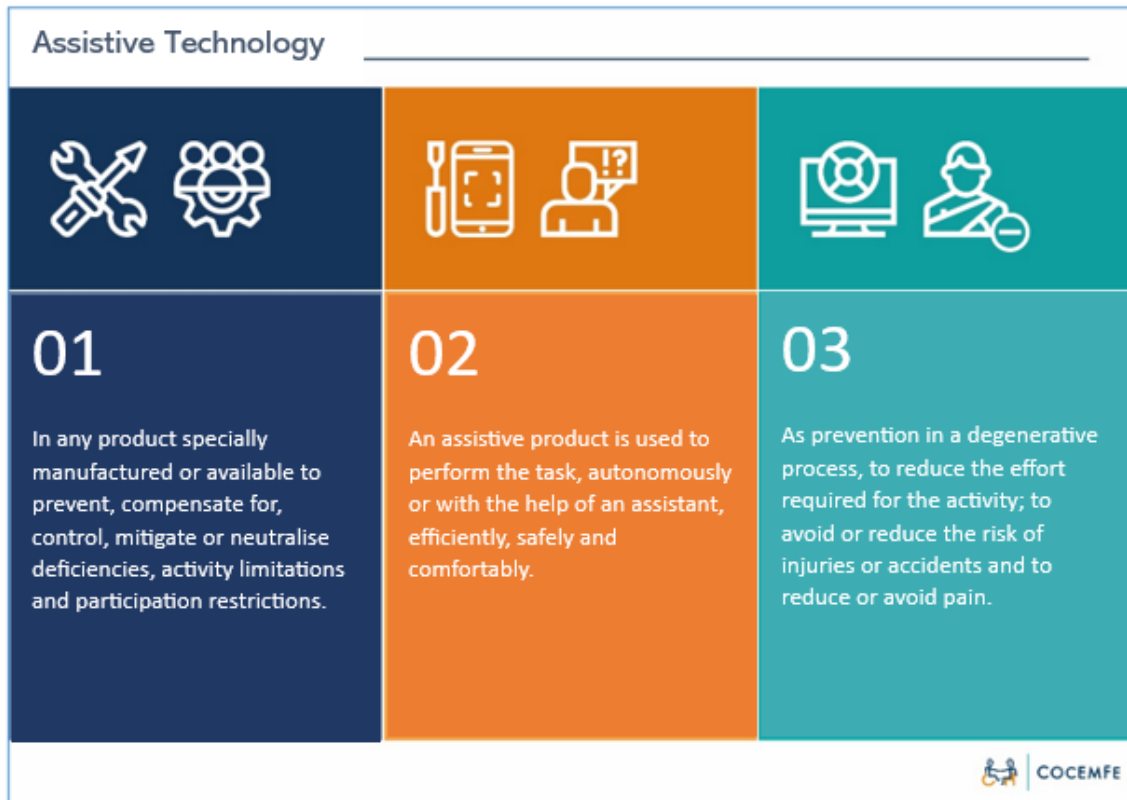 Assistive Technology
!?
01
In any product specially
manufactured or available to
prevent, compensate for,
control, mitigate or neutralise
deficiencies, activity limitations
and participation restrictions.
02
An assistive product is used to
perform the task, autonomously
or with the help of an assistant,
efficiently, safely and
comfortably.
03
As prevention in a degenerative
process, to reduce the effort
required for the activity; to
avoid or reduce the risk of
injuries or accidents and to
reduce or avoid pain.
COCEMFE